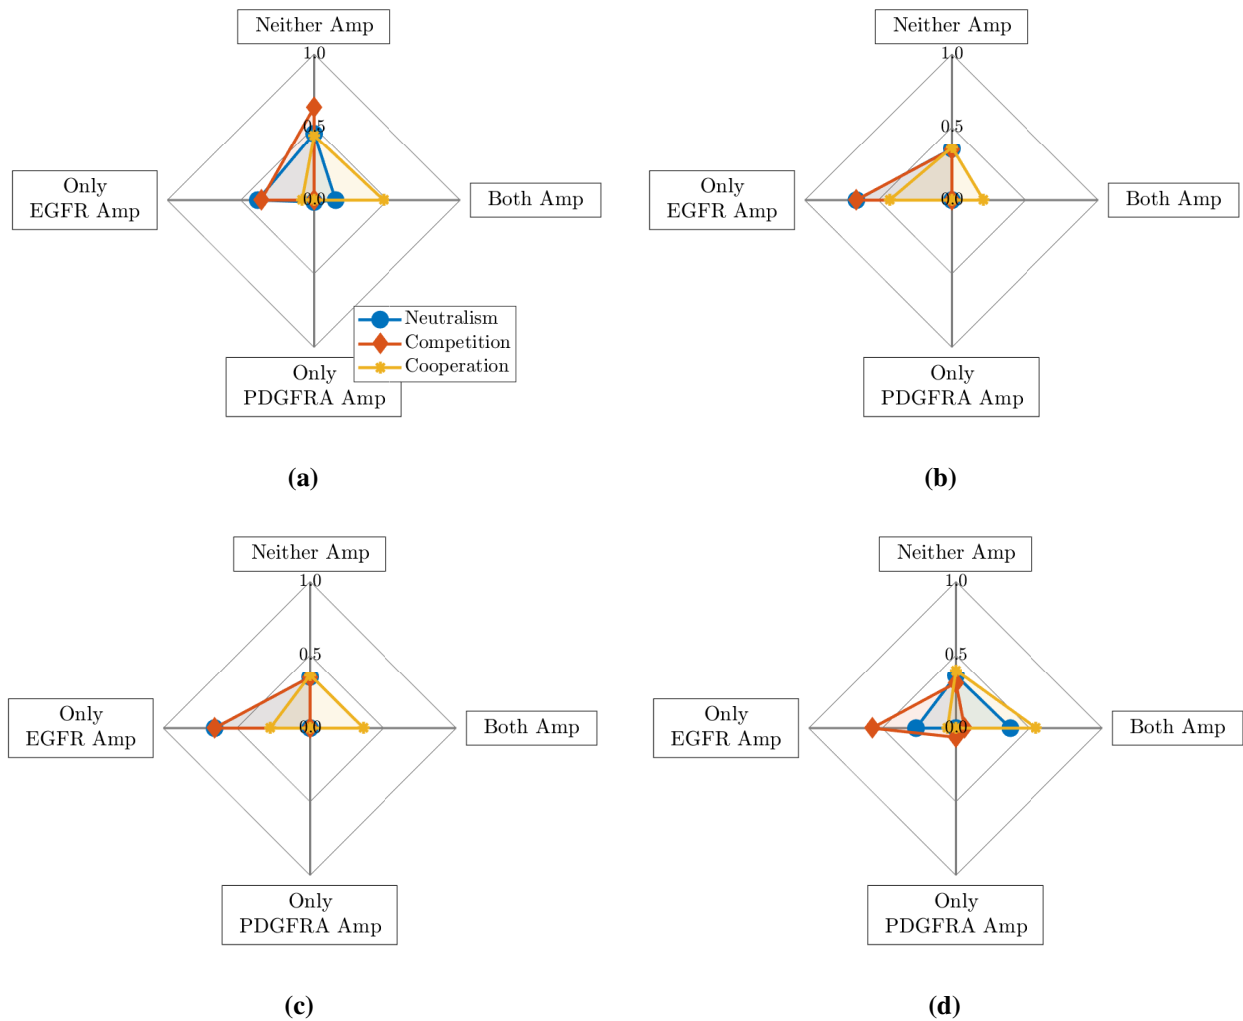 Neither Amp
1.0
0.5
0.0
Only
EGFR Amp
Both Amp
Neutralism
Competition
Cooperation
Only
PDGFRA Amp
(a)
Neither Amp
1.0
0.5
0.0
Only
EGFR Amp
Both Amp
Only
PDGFRA Amp
(b)
Neither Amp
1.0
0.5
0.0
Only
EGFR Amp
Both Amp
Only
PDGFRA Amp
(c)
Neither Amp
1.0
0.5
0.0
Only
EGFR Amp
Both Amp
Only
PDGFRA Amp
(d)